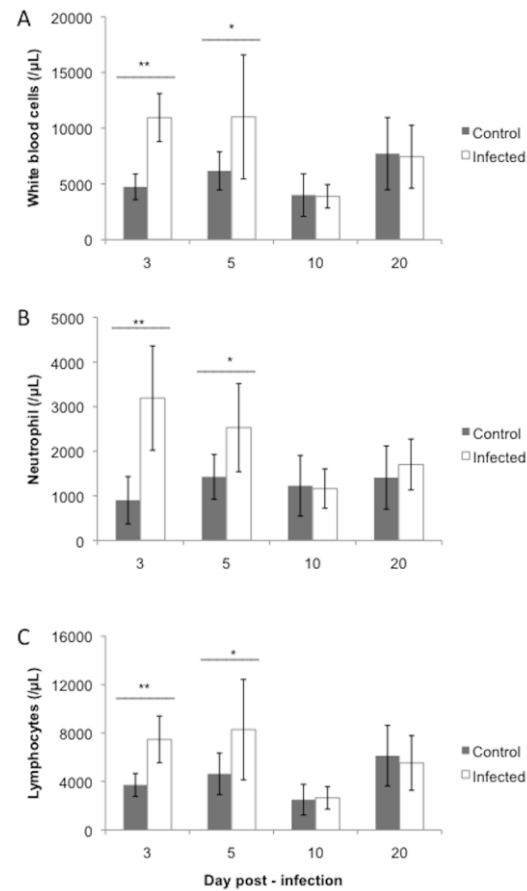 A
White blood cells (/µL)
20000
15000
10000
5000
0
**
*
3 5 10 20
Control
Infected
B
Neutrophil (/µL)
5000
4000
3000
2000
1000
0
**
*
3 5 10 20
Control
Infected
C
Lymphocytes (/µL)
16000
12000
8000
4000
0
**
*
3 5 10 20
Control
Infected
Day post - infection